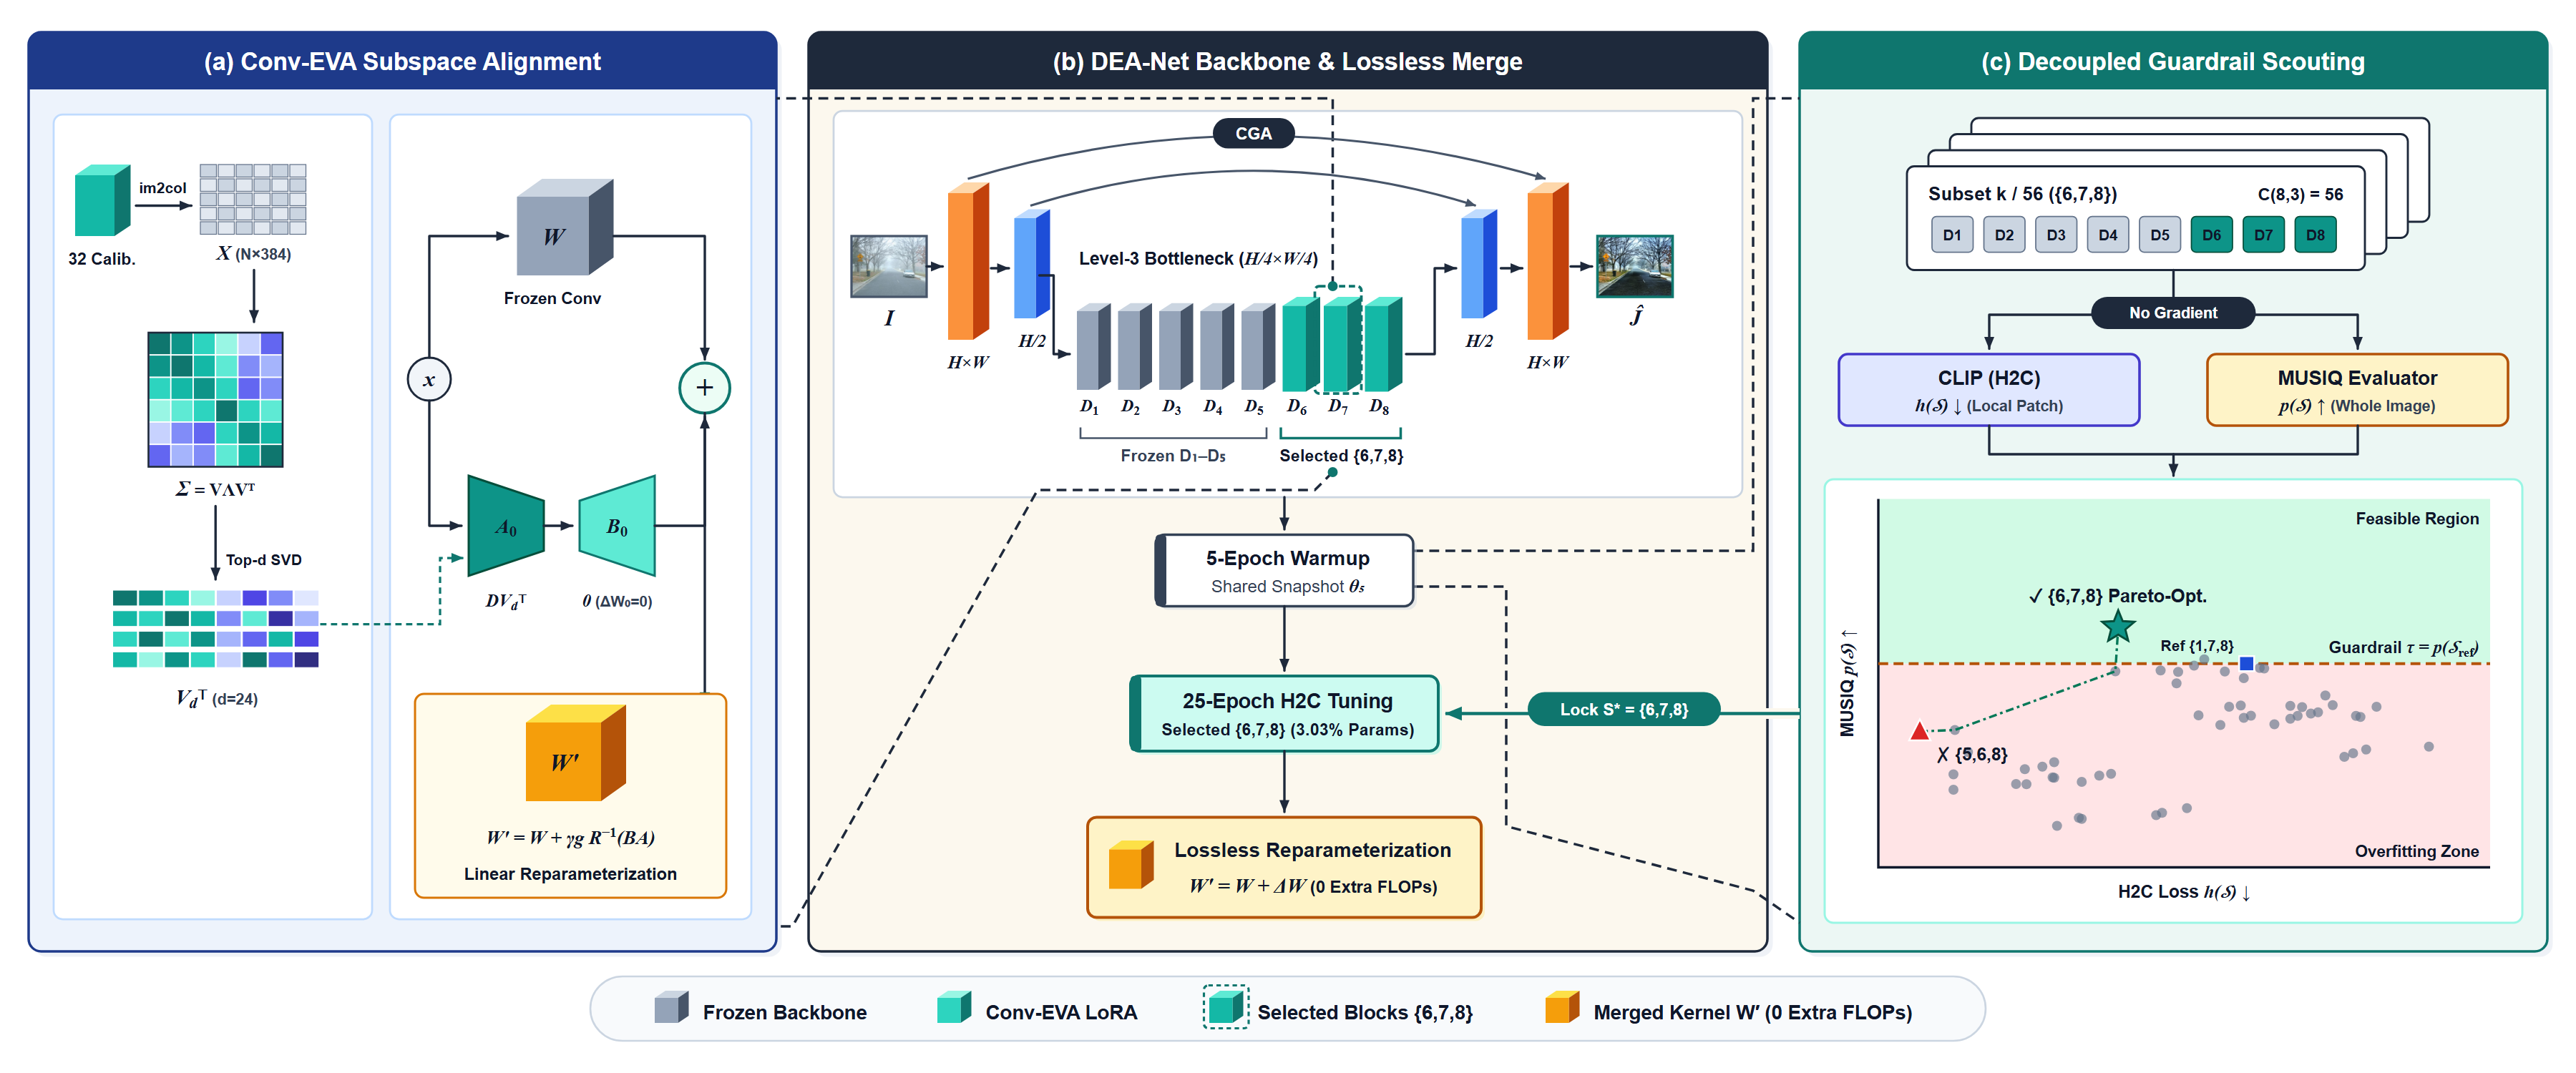 (a) Conv-EVA Subspace Alignment
im2col
32 Calib.
X (N×384)
Σ = VΛVᵀ
Top-d SVD
V_dᵀ (d=24)
W
Frozen Conv
x
+
A₀
B₀
DV_dᵀ
0 (ΔW₀=0)
W′
W′ = W + γg R⁻¹(BA)
Linear Reparameterization
(b) DEA-Net Backbone & Lossless Merge
CGA
Level-3 Bottleneck (H/4×W/4)
I
H×W
H/2
H/2
H×W
Ĵ
D₁ D₂ D₃ D₄ D₅ D₆ D₇ D₈
Frozen D₁–D₅
Selected {6,7,8}
5-Epoch Warmup
Shared Snapshot θ₅
25-Epoch H2C Tuning
Selected {6,7,8} (3.03% Params)
Lock S* = {6,7,8}
Lossless Reparameterization
W′ = W + ΔW (0 Extra FLOPs)
(c) Decoupled Guardrail Scouting
Subset k / 56 ({6,7,8})
C(8,3) = 56
D1 D2 D3 D4 D5 D6 D7 D8
No Gradient
CLIP (H2C)
h(𝒮) ↓ (Local Patch)
MUSIQ Evaluator
p(𝒮) ↑ (Whole Image)
Feasible Region
✓ {6,7,8} Pareto-Opt.
Ref {1,7,8}
Guardrail τ = p(𝒮ref)
MUSIQ p(𝒮) ↑
✗ {5,6,8}
Overfitting Zone
H2C Loss h(𝒮) ↓
Frozen Backbone
Conv-EVA LoRA
Selected Blocks {6,7,8}
Merged Kernel W′ (0 Extra FLOPs)